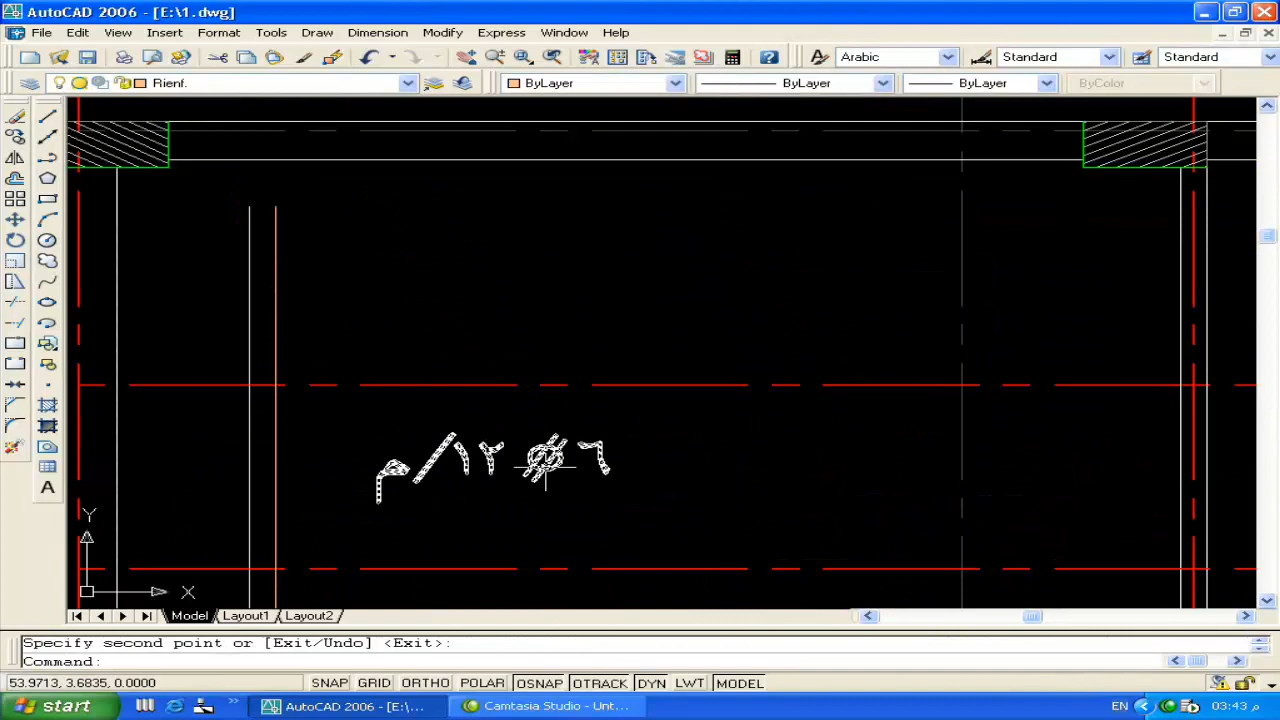 AutoCAD 2006 - [E:\1.dwg]
File Edit View Insert Format Tools Draw Dimension Modify Express Window Help
Arabic Standard Standard
Rienf. ByLayer ByLayer ByLayer ByColor
٦ Ø ١٢/م
Y
X
Model Layout1 Layout2
Specify second point or [Exit/Undo] <Exit>:
Command:
53.9713, 3.6835, 0.0000 SNAP GRID ORTHO POLAR OSNAP OTRACK DYN LWT MODEL
start AutoCAD 2006 - [E:\... Camtasia Studio - Unt... EN 03:43 م